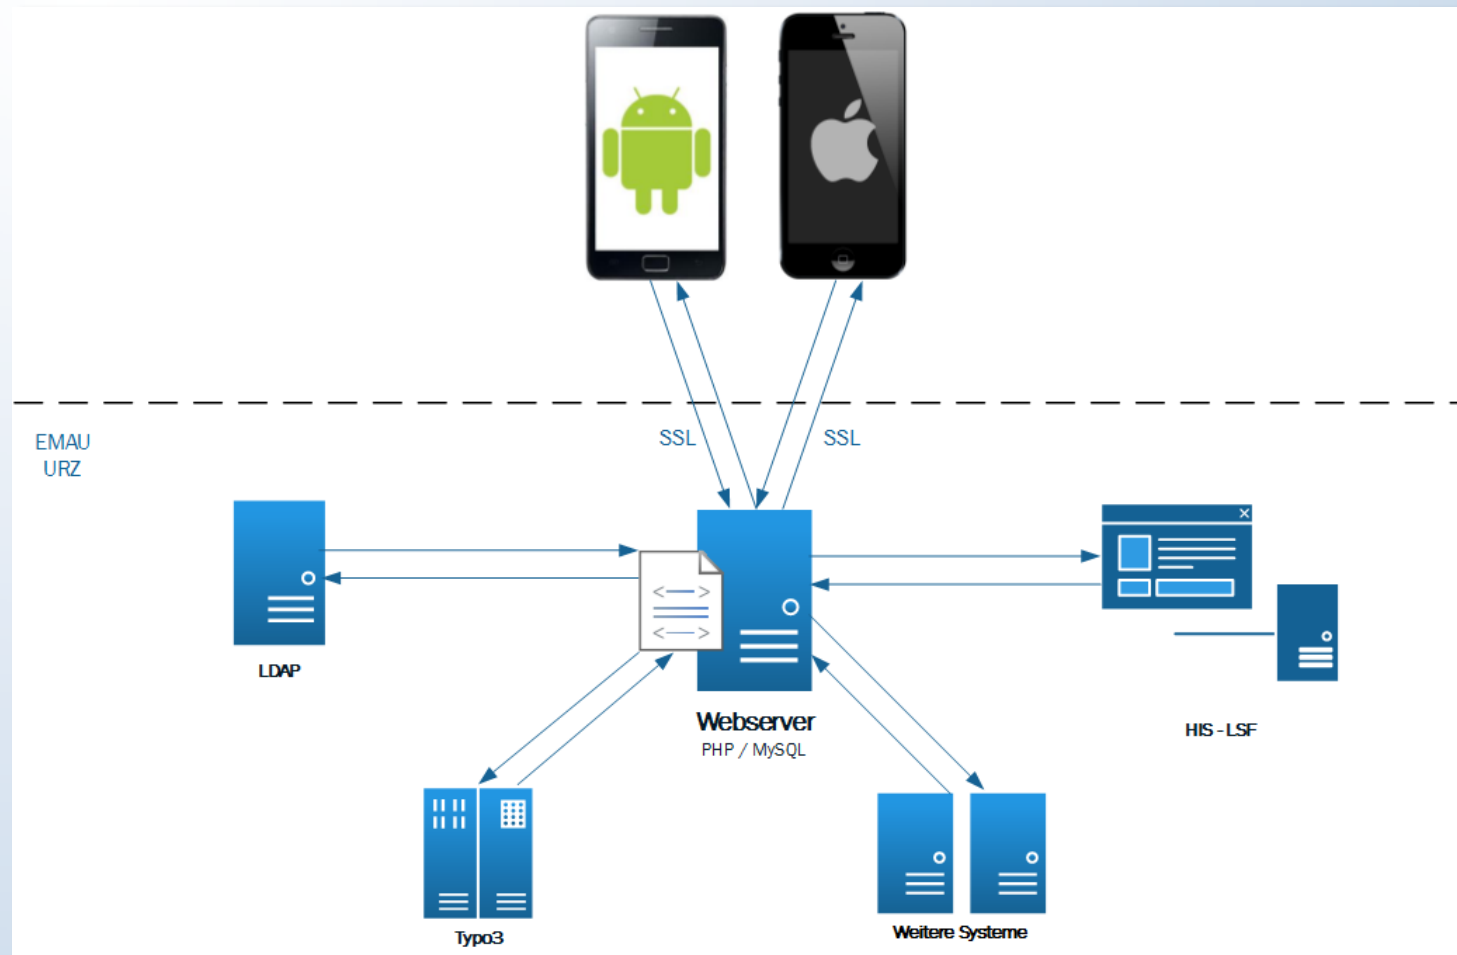 SSL
SSL
EMAU
URZ
LDAP
Webserver
PHP / MySQL
HIS - LSF
Typo3
Weitere Systeme